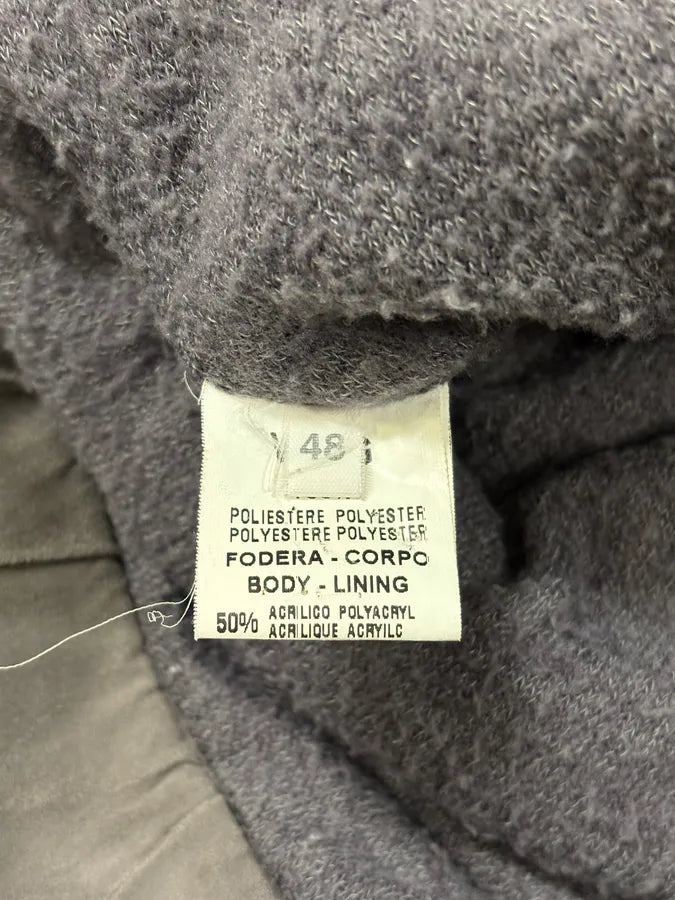 48
POLIESTERE POLYESTER
POLYESTERE POLYESTER
FODERA - CORPO
BODY - LINING
50% ACRILICO POLYACRYL
ACRILIQUE ACRYILC